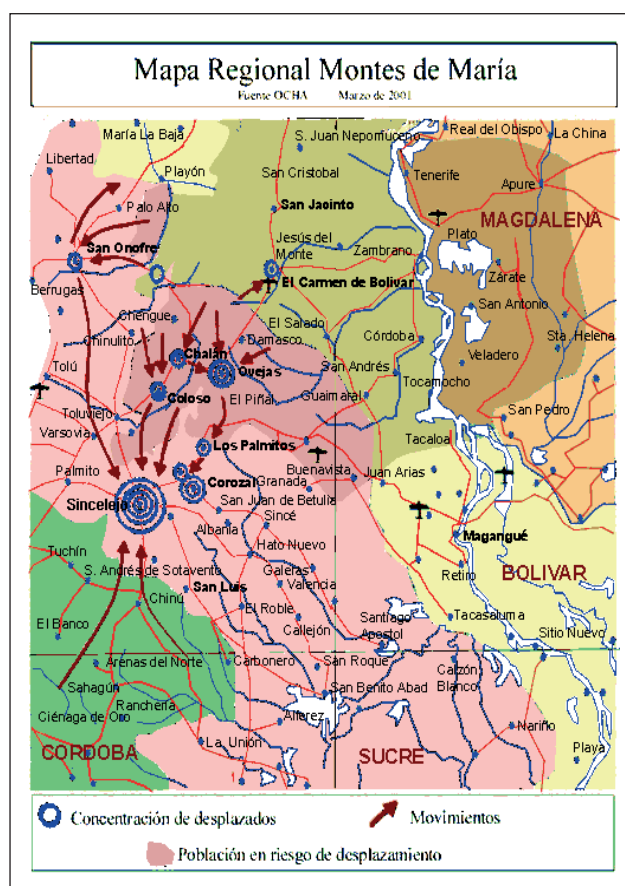 Mapa Regional Montes de María
Fuente OCHA Marzo de 2001
María La Baja
S. Juan Nepomuceno
Real del Obispo
La China
Libertad
Playón
San Cristobal
Tenerife
Apure
Palo Alto
San Jacinto
MAGDALENA
San Onofre
Jesús del Monte
Zambrano
Plato
Berrugas
El Carmen de Bolivar
Zárate
Chengue
San Antonio
Chinulito
El Salado
Córdoba
Sta. Helena
Chalán
Damasco
Tolú
Ovejas
San Andrés
Veladero
Coloso
El Piñal
Tocamocho
Toluviejo
Guaimaral
San Pedro
Varsovia
Los Palmitos
Tacaloa
Palmito
Buenavista
Juan Arias
Corozal
Granada
Sincelejo
San Juan de Betulia
Albania
Sincé
Magangué
Tuchín
Hato Nuevo
S. Andrés de Sotavento
Galeras
Retiro
BOLIVAR
Chinú
San Luis
Valencia
El Banco
El Roble
Santiago Apostol
Tacasaluma
Callejón
Sitio Nuevo
Arenas del Norte
Carbonero
San Roque
Galzón Blanco
Sahagún
San Benito Abad
Ranchería
Ciénaga de Oro
Alferez
Nariño
CORDOBA
La Unión
SUCRE
Playa
Concentración de desplazados
Movimientos
Población en riesgo de desplazamiento